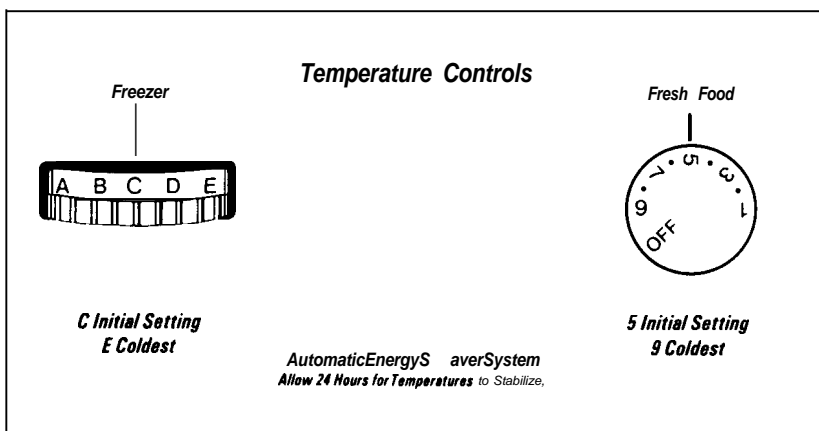 Temperature Controls
Freezer
A B C D E
C Initial Setting
E Coldest
Fresh Food
OFF 9 • 7 • 5 • 3 • 1
5 Initial Setting
9 Coldest
AutomaticEnergyS averSystem
Allow 24 Hours for Temperatures to Stabilize,